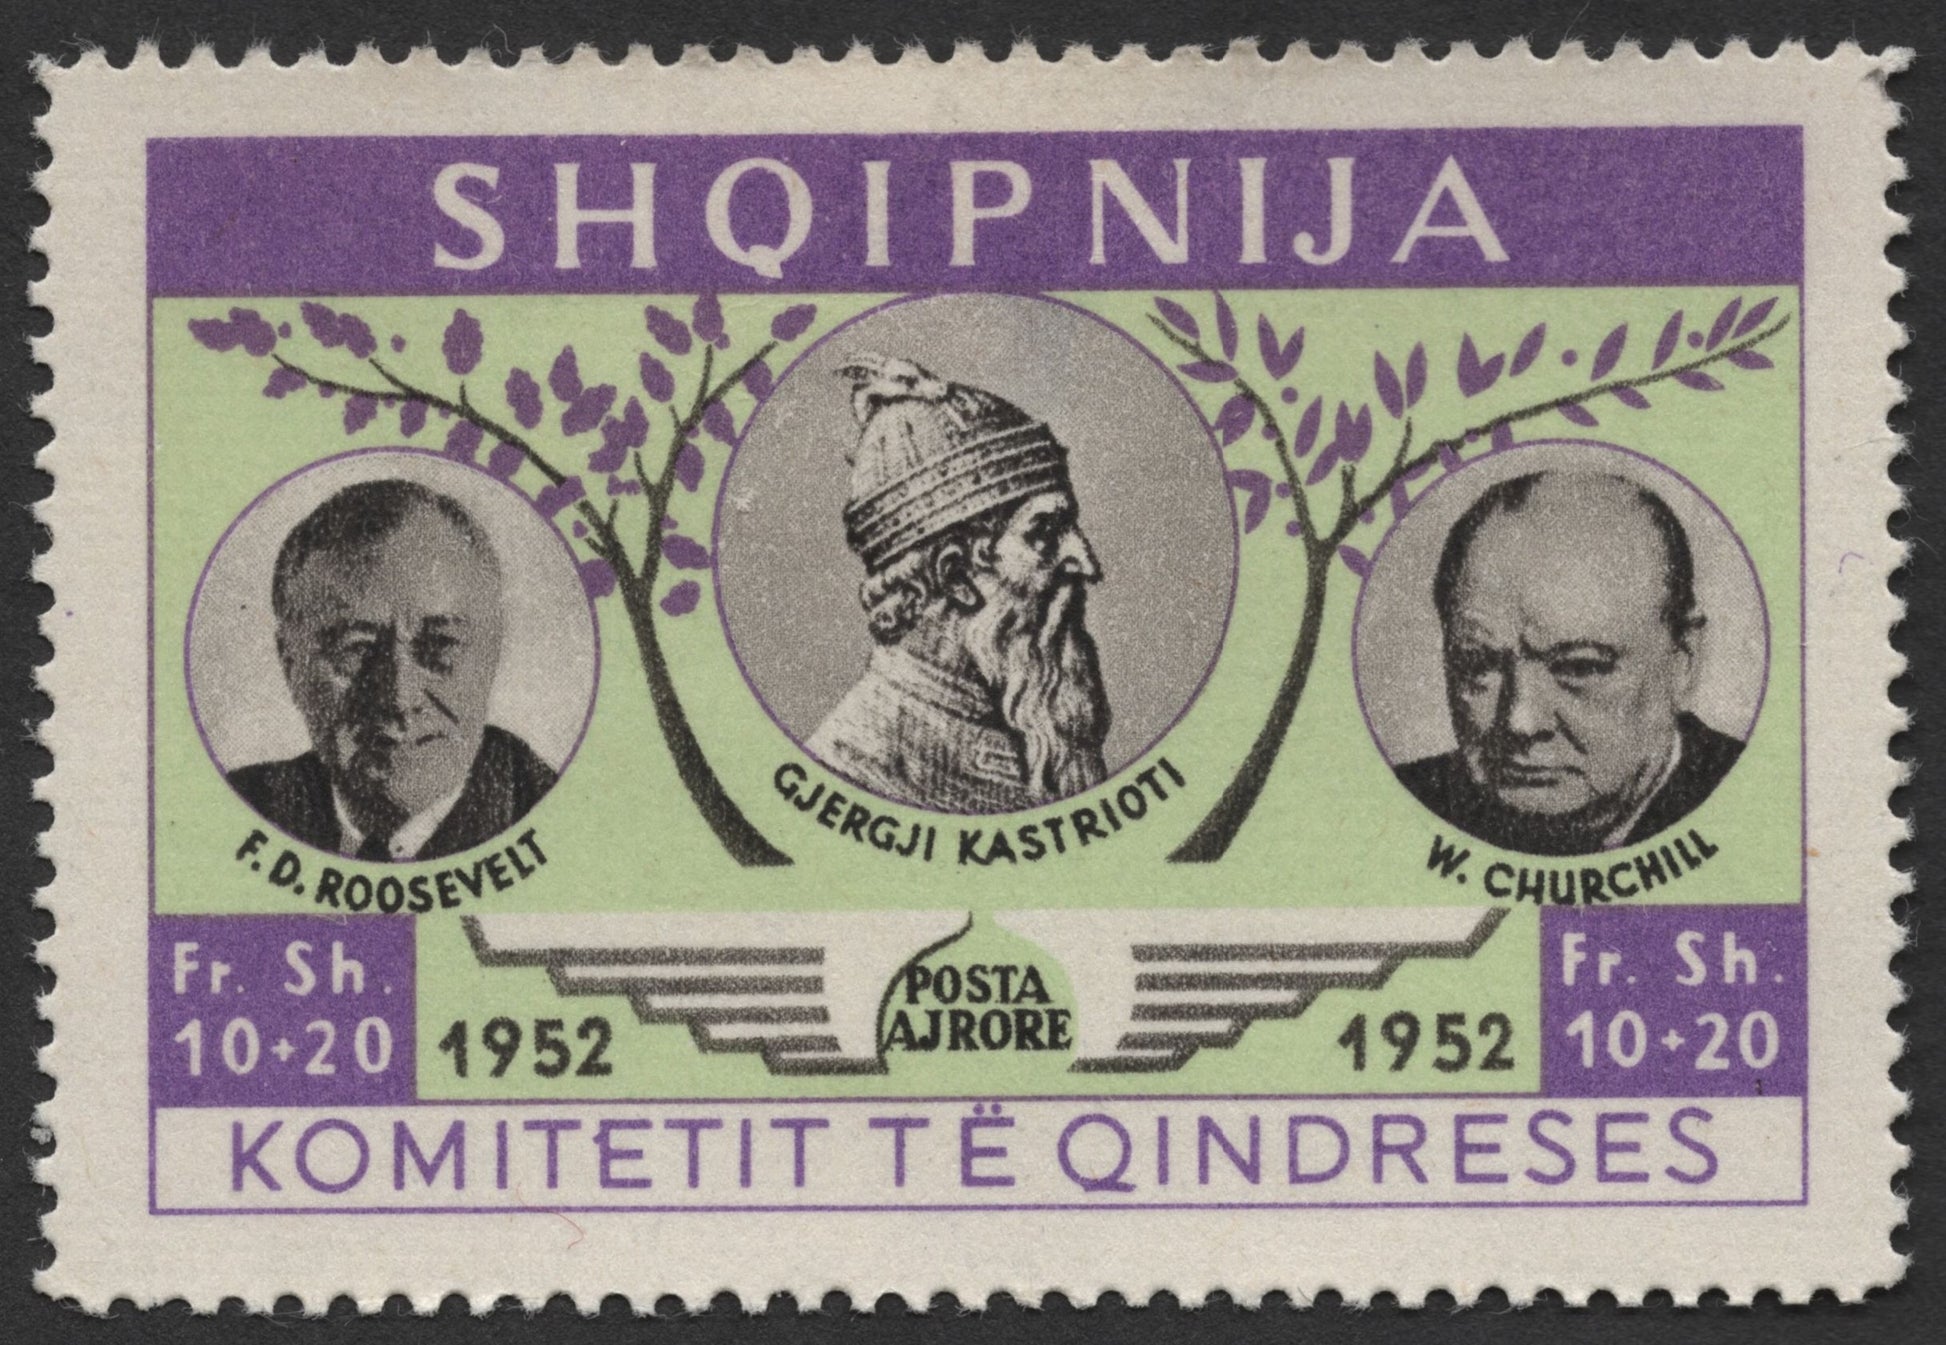 SHQIPNIJA
F. D. ROOSEVELT
GJERGJI KASTRIOTI
W. CHURCHILL
Fr. Sh.
10+20
1952
POSTA
AJRORE
1952
Fr. Sh.
10+20
KOMITETIT TË QINDRESES